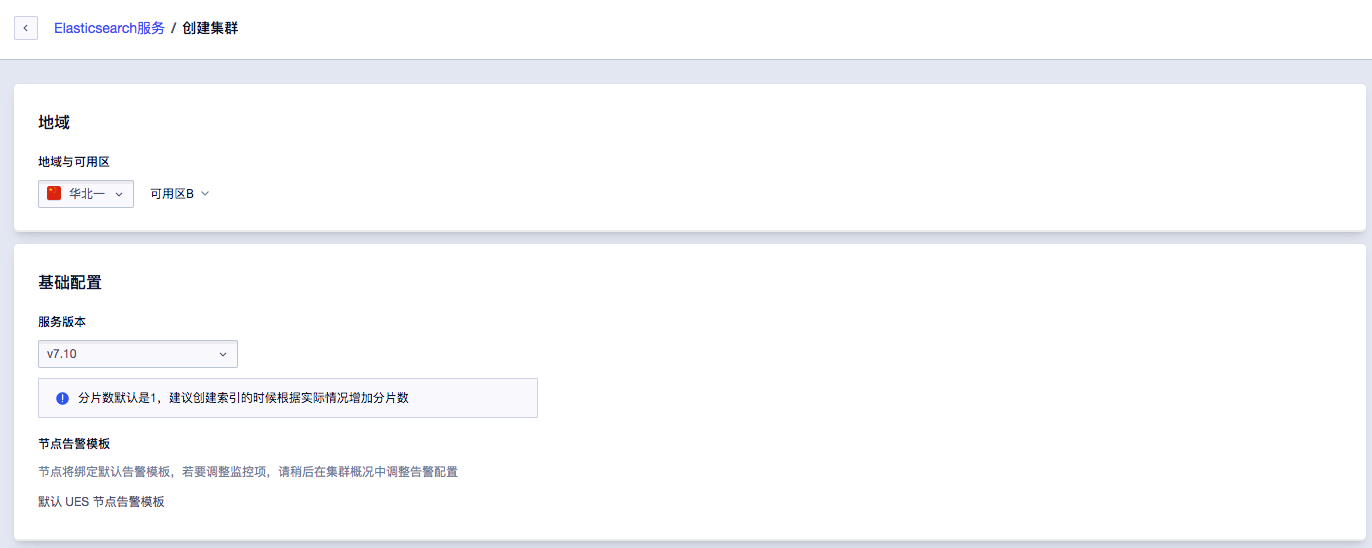 Elasticsearch服务 / 创建集群
地域
地域与可用区
华北一 可用区B
基础配置
服务版本
v7.10
分片数默认是1，建议创建索引的时候根据实际情况增加分片数
节点告警模板
节点将绑定默认告警模板，若要调整监控项，请稍后在集群概况中调整告警配置
默认 UES 节点告警模板